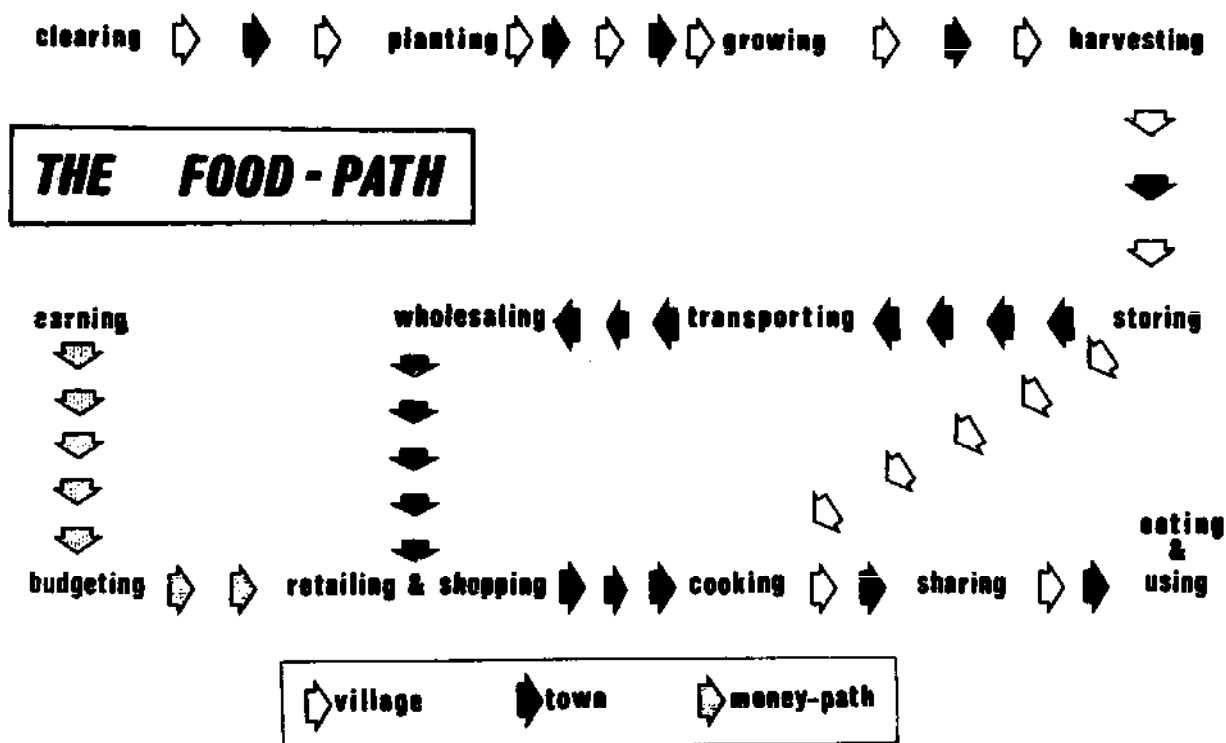 clearing planting growing harvesting
THE FOOD - PATH
earning wholesaling transporting storing
eating
&
budgeting retailing & shopping cooking sharing using
village town money-path